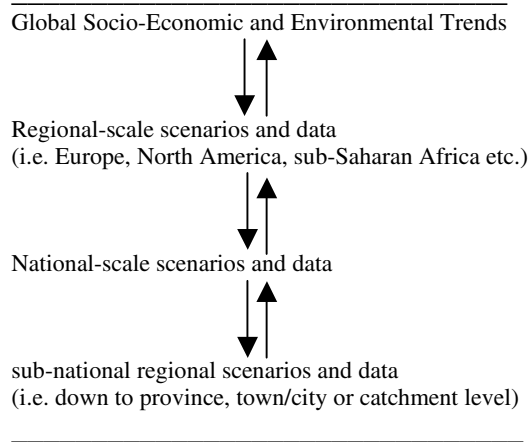 Global Socio-Economic and Environmental Trends
Regional-scale scenarios and data
(i.e. Europe, North America, sub-Saharan Africa etc.)
National-scale scenarios and data
sub-national regional scenarios and data
(i.e. down to province, town/city or catchment level)